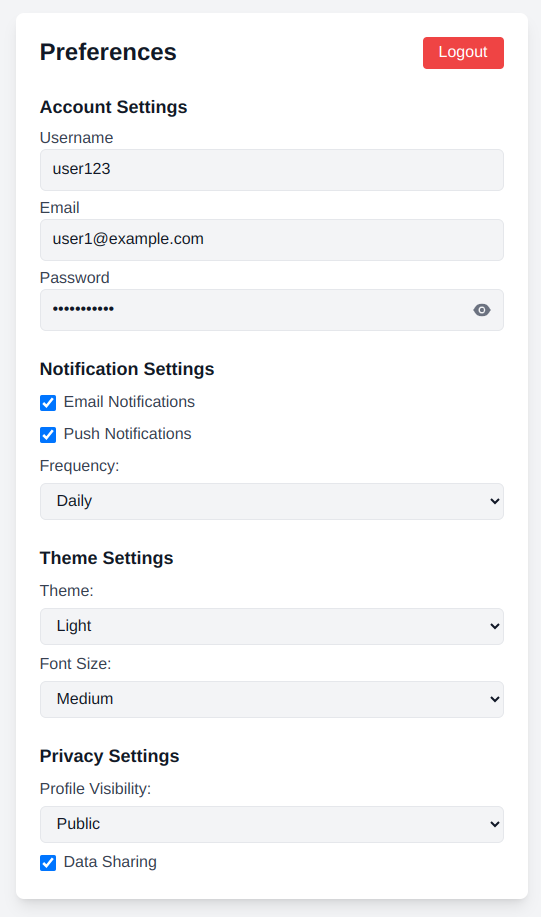 Preferences
Logout
Account Settings
Username
user123
Email
user1@example.com
Password
•••••••••••
Notification Settings
Email Notifications
Push Notifications
Frequency:
Daily
Theme Settings
Theme:
Light
Font Size:
Medium
Privacy Settings
Profile Visibility:
Public
Data Sharing